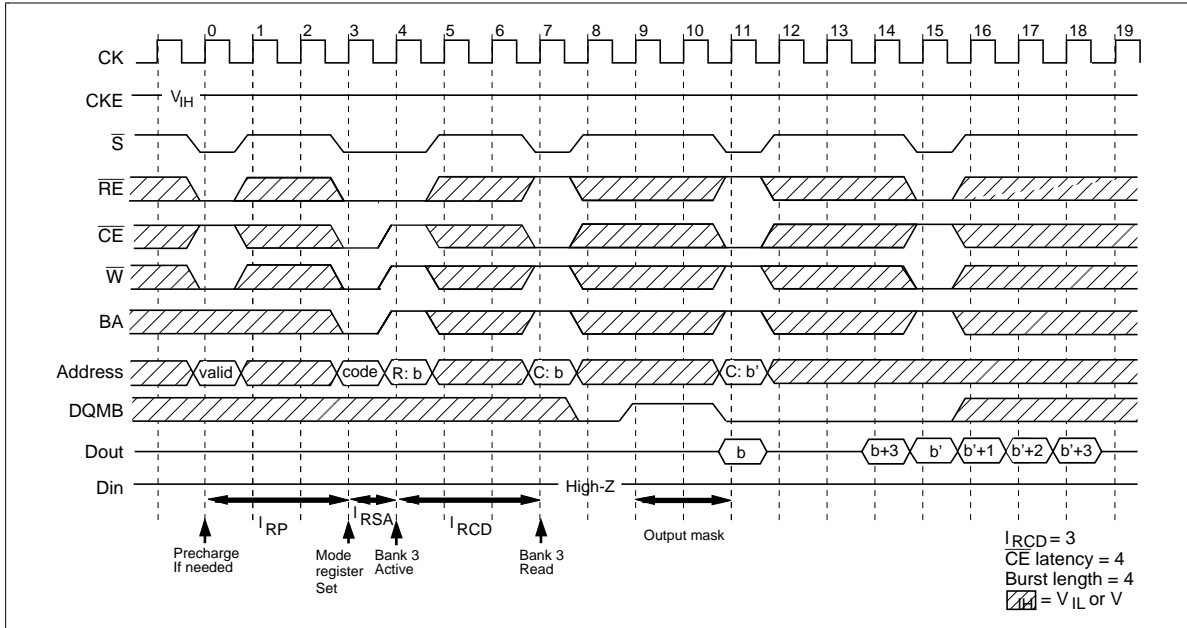 0 1 2 3 4 5 6 7 8 9 10 11 12 13 14 15 16 17 18 19
CK
CKE VIH
S
RE
CE
W
BA
Address valid code R: b C: b C: b'
DQMB
Dout b b+3 b' b'+1 b'+2 b'+3
Din High-Z
lRP lRSA lRCD Output mask
Precharge
If needed
Mode
register
Set
Bank 3
Active
Bank 3
Read
lRCD = 3
CE latency = 4
Burst length = 4
IH = VIL or V